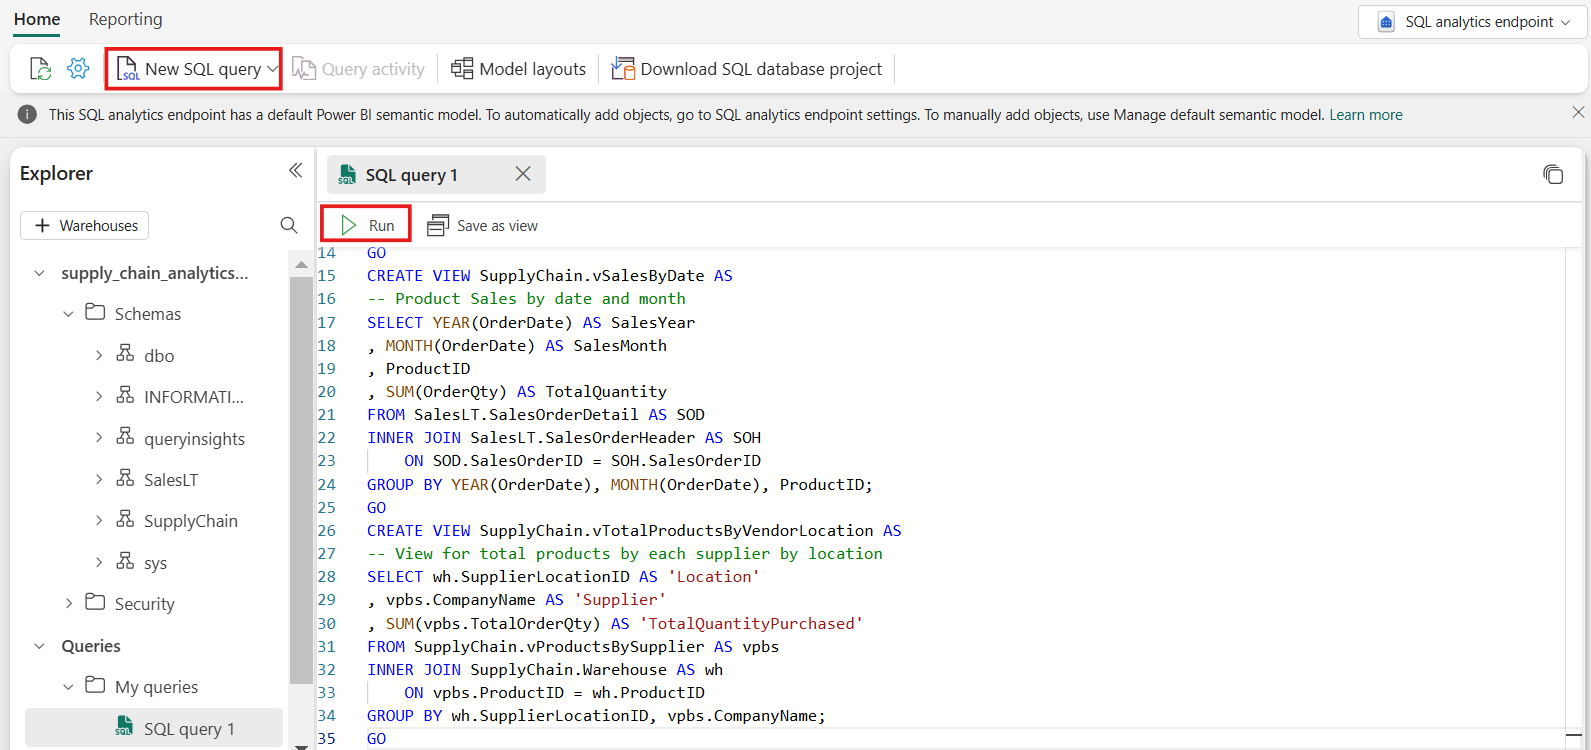 Home Reporting
SQL analytics endpoint
SQL New SQL query Query activity Model layouts Download SQL database project
This SQL analytics endpoint has a default Power BI semantic model. To automatically add objects, go to SQL analytics endpoint settings. To manually add objects, use Manage default semantic model. Learn more
Explorer
+ Warehouses
supply_chain_analytics...
Schemas
dbo
INFORMATI...
queryinsights
SalesLT
SupplyChain
sys
Security
Queries
My queries
SQL SQL query 1
SQL SQL query 1
Run Save as view
14 GO
15 CREATE VIEW SupplyChain.vSalesByDate AS
16 -- Product Sales by date and month
17 SELECT YEAR(OrderDate) AS SalesYear
18 , MONTH(OrderDate) AS SalesMonth
19 , ProductID
20 , SUM(OrderQty) AS TotalQuantity
21 FROM SalesLT.SalesOrderDetail AS SOD
22 INNER JOIN SalesLT.SalesOrderHeader AS SOH
23 ON SOD.SalesOrderID = SOH.SalesOrderID
24 GROUP BY YEAR(OrderDate), MONTH(OrderDate), ProductID;
25 GO
26 CREATE VIEW SupplyChain.vTotalProductsByVendorLocation AS
27 -- View for total products by each supplier by location
28 SELECT wh.SupplierLocationID AS 'Location'
29 , vpbs.CompanyName AS 'Supplier'
30 , SUM(vpbs.TotalOrderQty) AS 'TotalQuantityPurchased'
31 FROM SupplyChain.vProductsBySupplier AS vpbs
32 INNER JOIN SupplyChain.Warehouse AS wh
33 ON vpbs.ProductID = wh.ProductID
34 GROUP BY wh.SupplierLocationID, vpbs.CompanyName;
35 GO